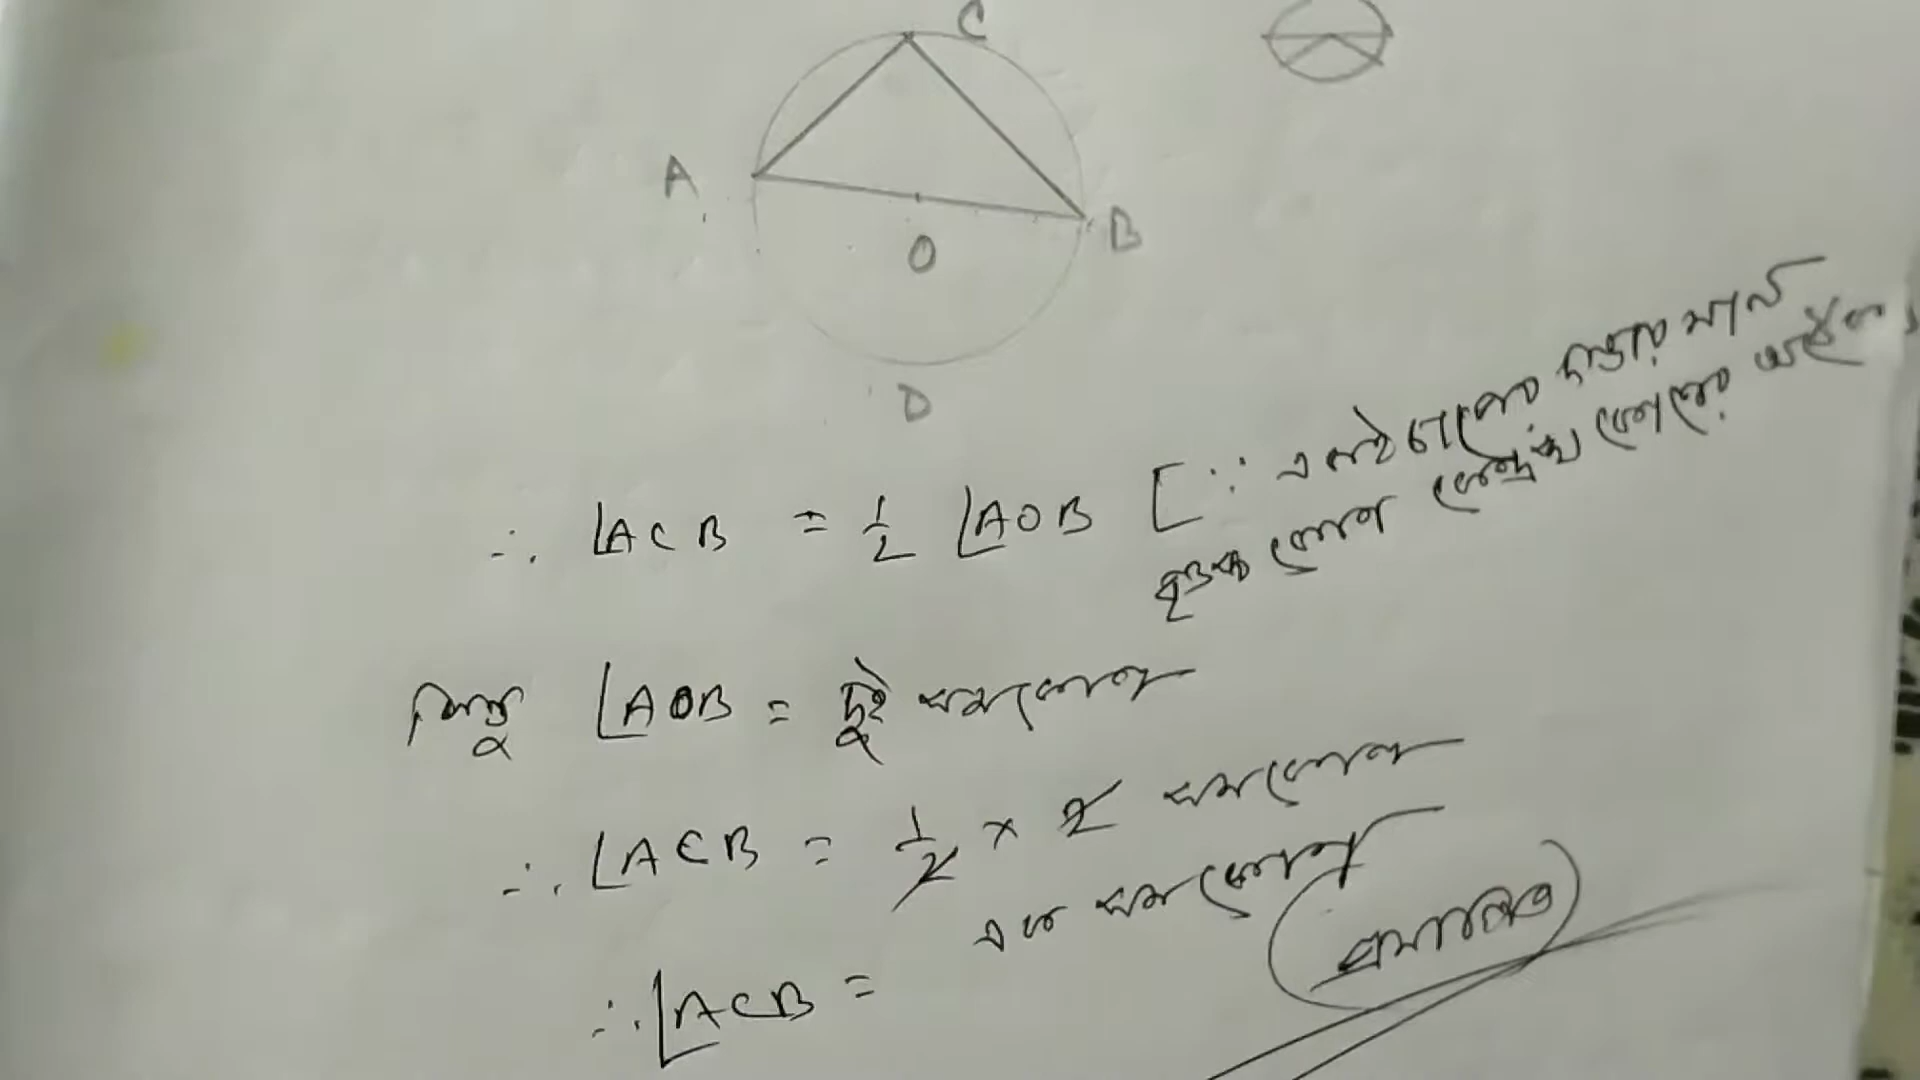 C
A
B
O
D
∴ ∠ACB = 1/2 ∠AOB [∵ একই চাপের উপর
বৃত্তস্থ কোণ কেন্দ্রস্থ কোণের অর্ধেক
কিন্তু ∠AOB = দুই সমকোণ
∴ ∠ACB = 1/2 × 2 সমকোণ
∴ ∠ACB = এক সমকোণ
(প্রমাণিত)